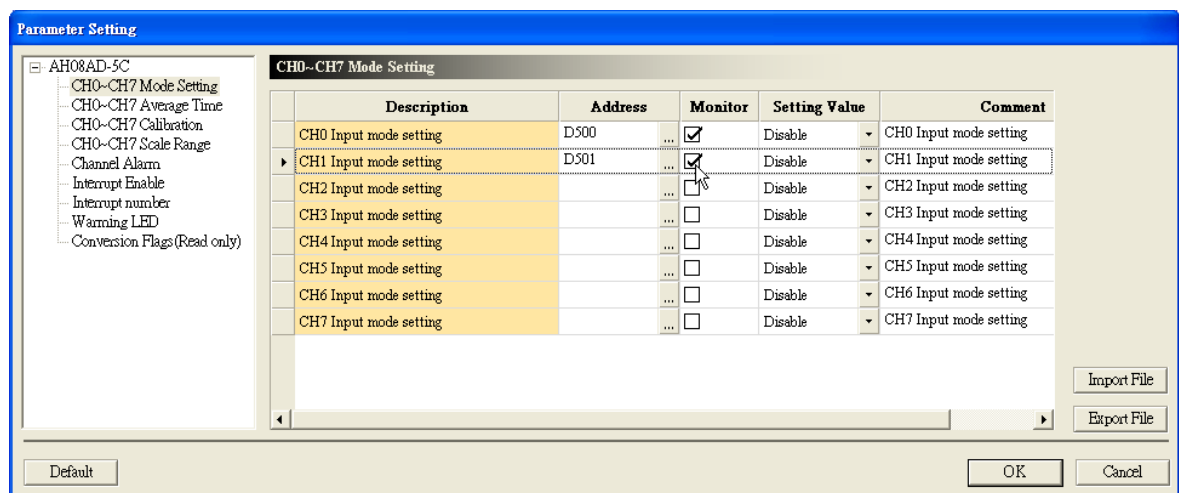 Parameter Setting
AH08AD-5C
CH0~CH7 Mode Setting
CH0~CH7 Average Time
CH0~CH7 Calibration
CH0~CH7 Scale Range
Channel Alarm
Interrupt Enable
Interrupt number
Warning LED
Conversion Flags(Read only)
CH0~CH7 Mode Setting
Description Address Monitor Setting Value Comment
CH0 Input mode setting D500 ... Disable CH0 Input mode setting
CH1 Input mode setting D501 ... Disable CH1 Input mode setting
CH2 Input mode setting ... Disable CH2 Input mode setting
CH3 Input mode setting ... Disable CH3 Input mode setting
CH4 Input mode setting ... Disable CH4 Input mode setting
CH5 Input mode setting ... Disable CH5 Input mode setting
CH6 Input mode setting ... Disable CH6 Input mode setting
CH7 Input mode setting ... Disable CH7 Input mode setting
Import File
Export File
Default OK Cancel